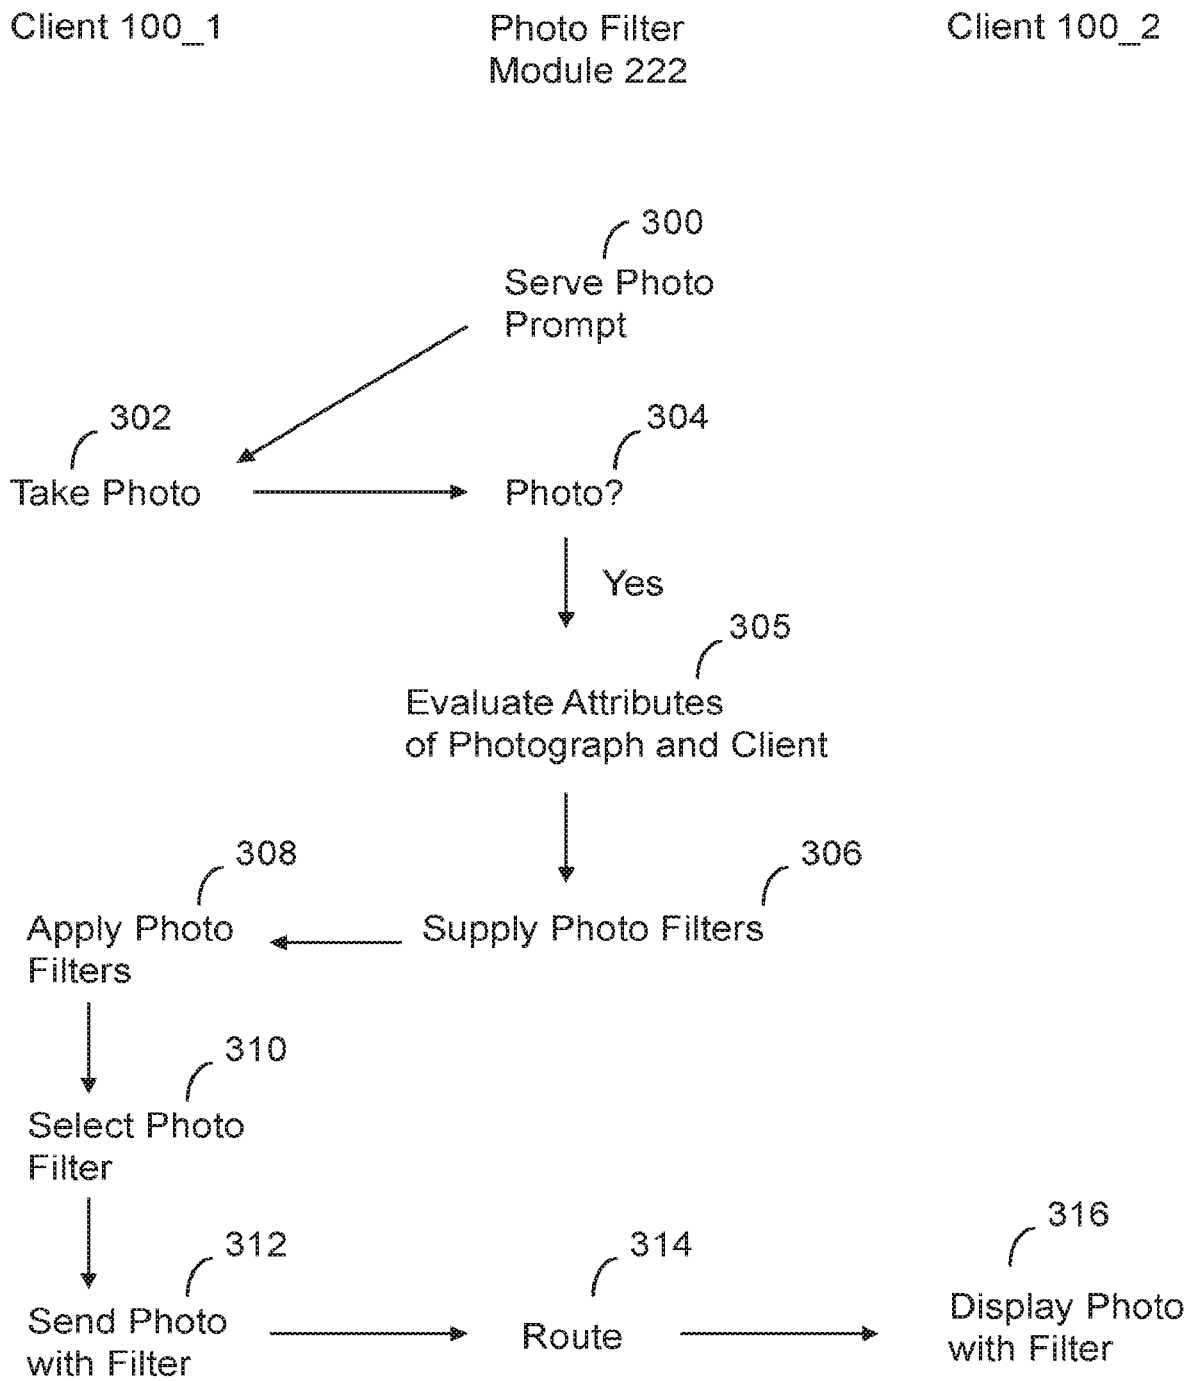 Client 100_1
Photo Filter
Module 222
Client 100_2
300
Serve Photo
Prompt
302
Take Photo
304
Photo?
Yes
305
Evaluate Attributes
of Photograph and Client
308
Apply Photo
Filters
306
Supply Photo Filters
310
Select Photo
Filter
312
Send Photo
with Filter
314
Route
316
Display Photo
with Filter